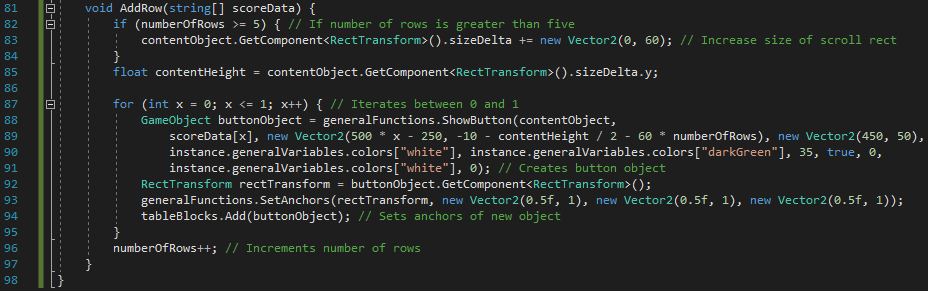 81 void AddRow(string[] scoreData) {
82 if (numberOfRows >= 5) { // If number of rows is greater than five
83 contentObject.GetComponent<RectTransform>().sizeDelta += new Vector2(0, 60); // Increase size of scroll rect
84 }
85 float contentHeight = contentObject.GetComponent<RectTransform>().sizeDelta.y;
86
87 for (int x = 0; x <= 1; x++) { // Iterates between 0 and 1
88 GameObject buttonObject = generalFunctions.ShowButton(contentObject,
89 scoreData[x], new Vector2(500 * x - 250, -10 - contentHeight / 2 - 60 * numberOfRows), new Vector2(450, 50),
90 instance.generalVariables.colors["white"], instance.generalVariables.colors["darkGreen"], 35, true, 0,
91 instance.generalVariables.colors["white"], 0); // Creates button object
92 RectTransform rectTransform = buttonObject.GetComponent<RectTransform>();
93 generalFunctions.SetAnchors(rectTransform, new Vector2(0.5f, 1), new Vector2(0.5f, 1), new Vector2(0.5f, 1));
94 tableBlocks.Add(buttonObject); // Sets anchors of new object
95 }
96 numberOfRows++; // Increments number of rows
97 }
98 }